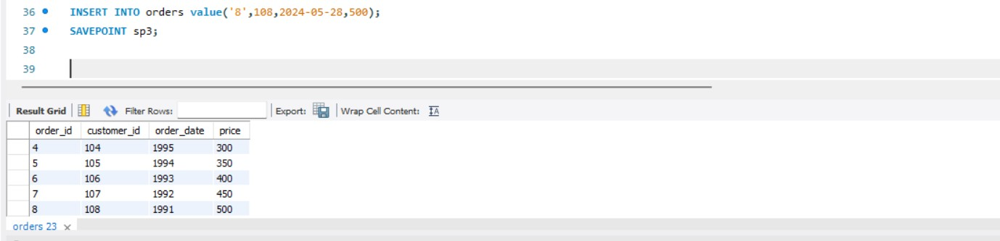 36 INSERT INTO orders value('8',108,2024-05-28,500);
37 SAVEPOINT sp3;
38
39
Result Grid Filter Rows: Export: Wrap Cell Content: IA
order_id customer_id order_date price
4 104 1995 300
5 105 1994 350
6 106 1993 400
7 107 1992 450
8 108 1991 500
orders 23 ×